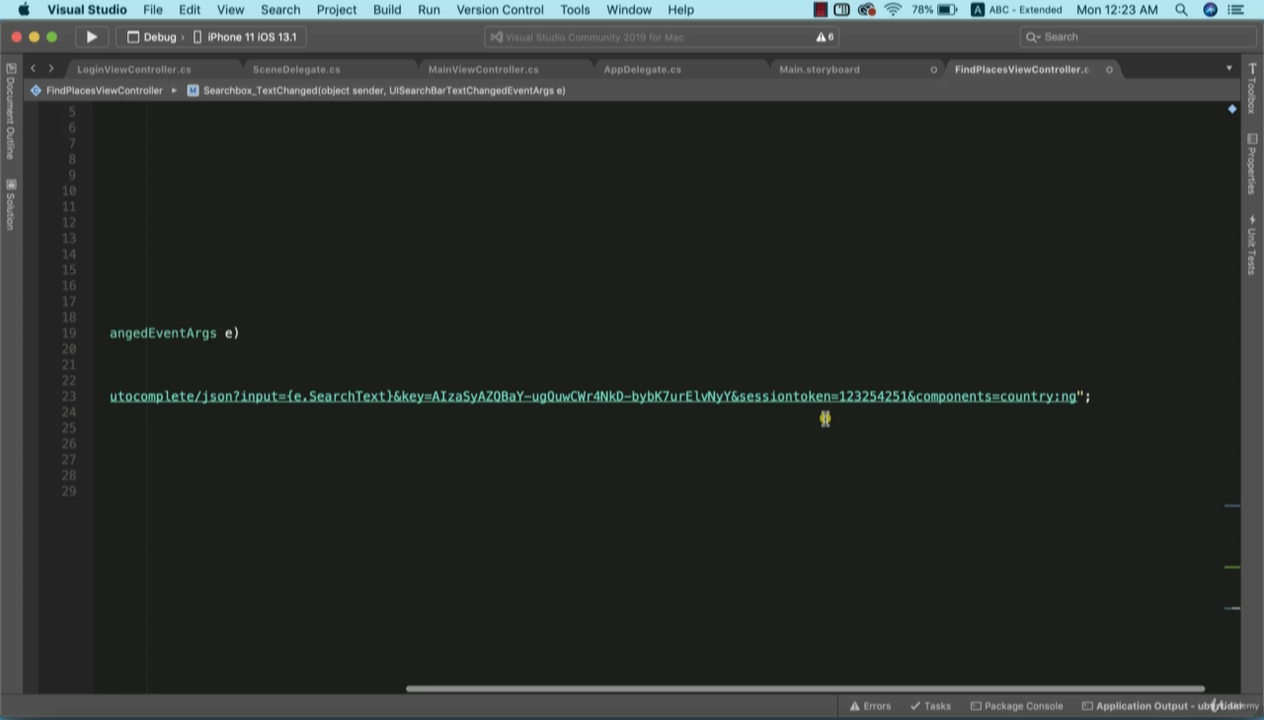 Visual Studio File Edit View Search Project Build Run Version Control Tools Window Help 78% A ABC - Extended Mon 12:23 AM
Debug › iPhone 11 iOS 13.1 Visual Studio Community 2019 for Mac 6 Search
LoginViewController.cs SceneDelegate.cs MainViewController.cs AppDelegate.cs Main.storyboard FindPlacesViewController.c
FindPlacesViewController M Searchbox_TextChanged(object sender, UISearchBarTextChangedEventArgs e)
Document Outline
Solution
Toolbox
Properties
Unit Tests
5
6
7
8
9
10
11
12
13
14
15
16
17
18
19 angedEventArgs e)
20
21
22
23 utocomplete/json?input={e.SearchText}&key=AIzaSyAZQBaY-ugQuwCWr4NkD-bybK7urElvNyY&sessiontoken=123254251&components=country:ng";
24
25
26
27
28
29
Errors Tasks Package Console Application Output -